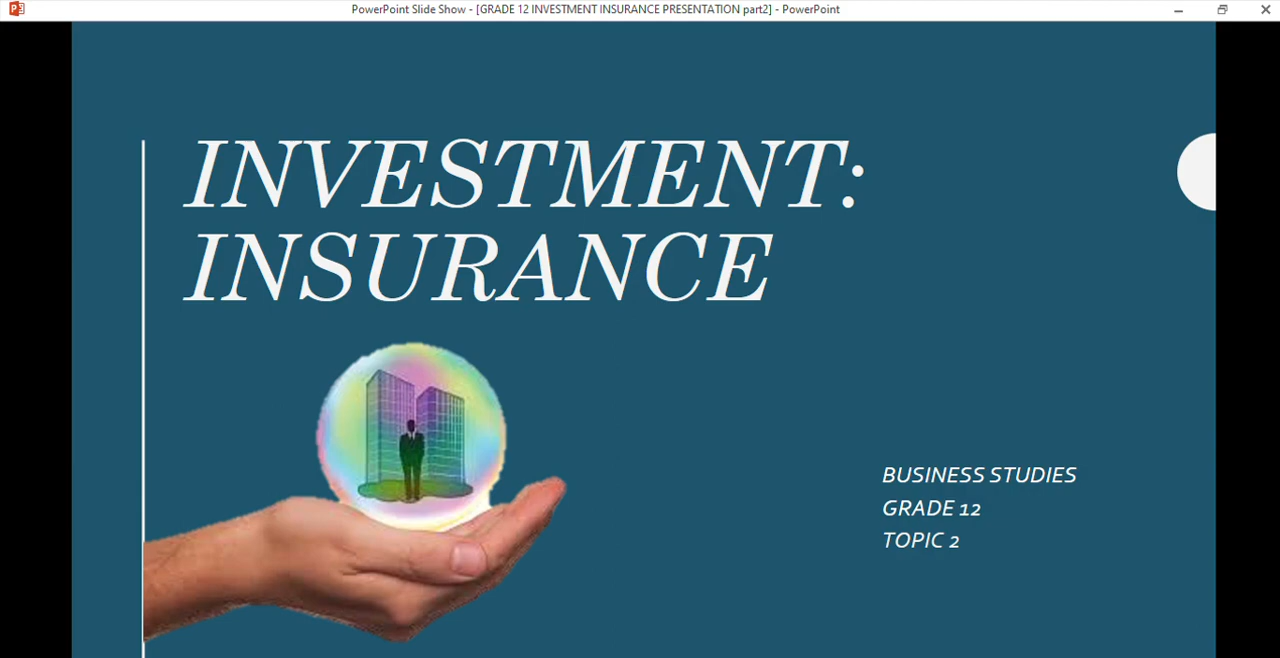 PowerPoint Slide Show - [GRADE 12 INVESTMENT INSURANCE PRESENTATION part2] - PowerPoint
INVESTMENT:
INSURANCE
BUSINESS STUDIES
GRADE 12
TOPIC 2